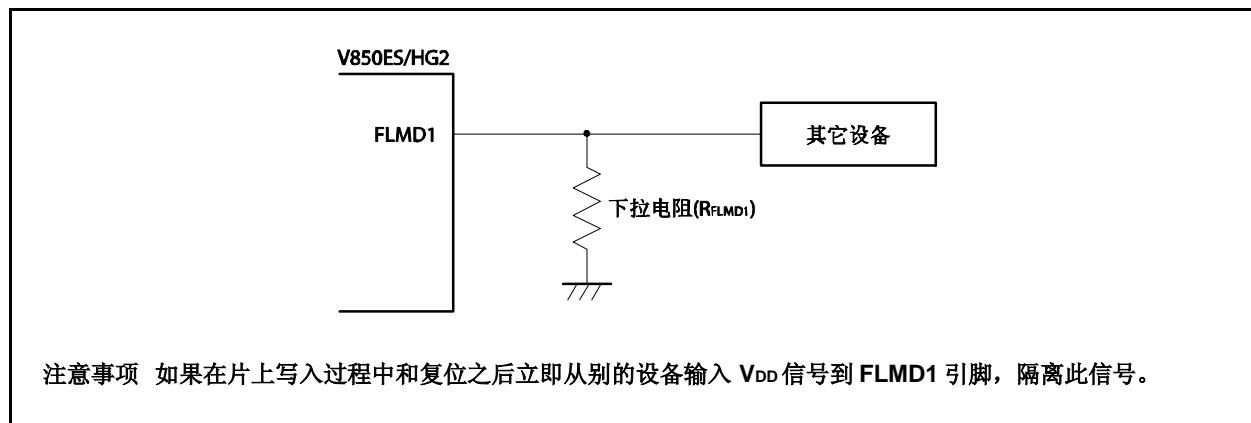 V850ES/HG2
FLMD1
其它设备
下拉电阻(RFLMD1)
注意事项 如果在片上写入过程中和复位之后立即从别的设备输入 VDD 信号到 FLMD1 引脚，隔离此信号。